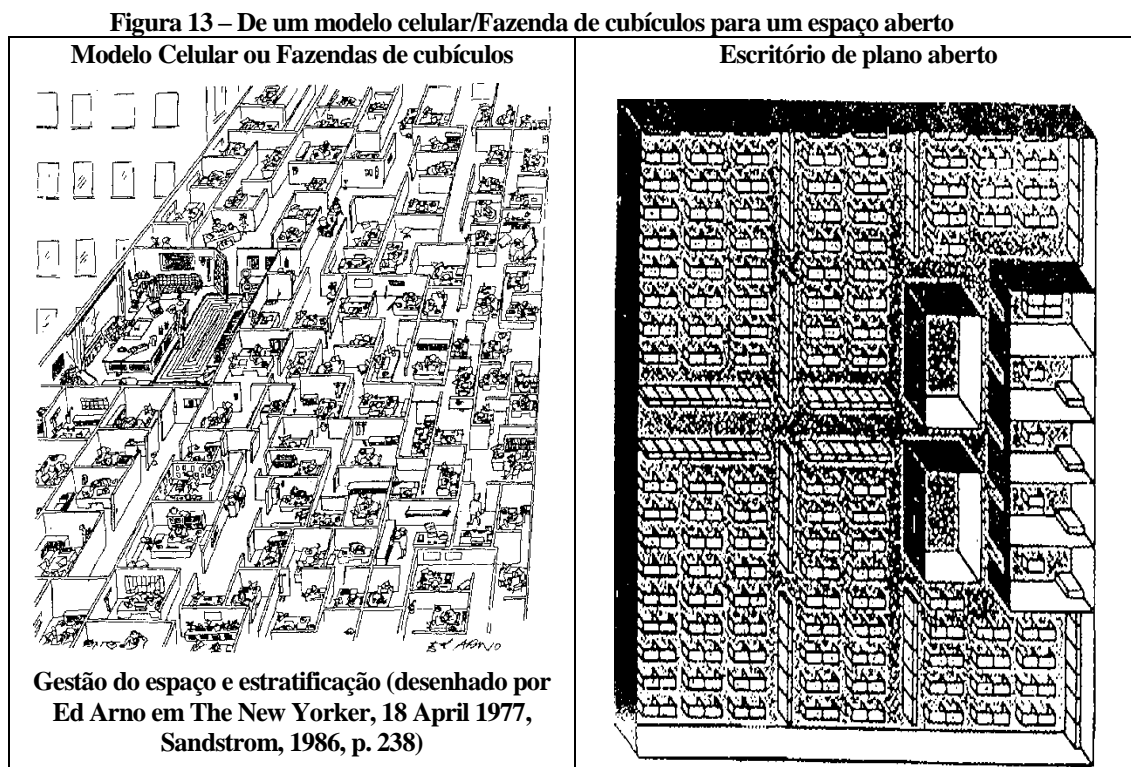 Figura 13 – De um modelo celular/Fazenda de cubículos para um espaço aberto
Modelo Celular ou Fazendas de cubículos
Escritório de plano aberto
Gestão do espaço e estratificação (desenhado por
Ed Arno em The New Yorker, 18 April 1977,
Sandstrom, 1986, p. 238)